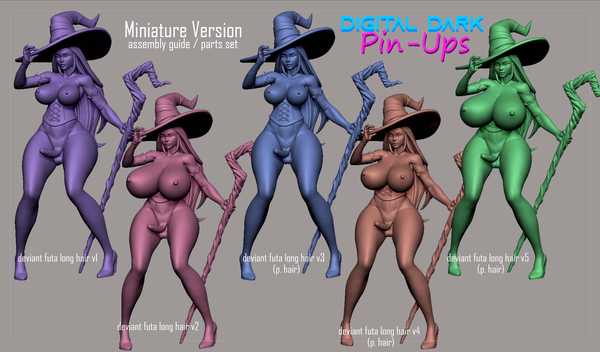 Miniature Version
assembly guide / parts set
DIGITAL DARK
Pin-Ups
deviant futa long hair v1
deviant futa long hair v2
deviant futa long hair v3
(p. hair)
deviant futa long hair v4
(p. hair)
deviant futa long hair v5
(p. hair)